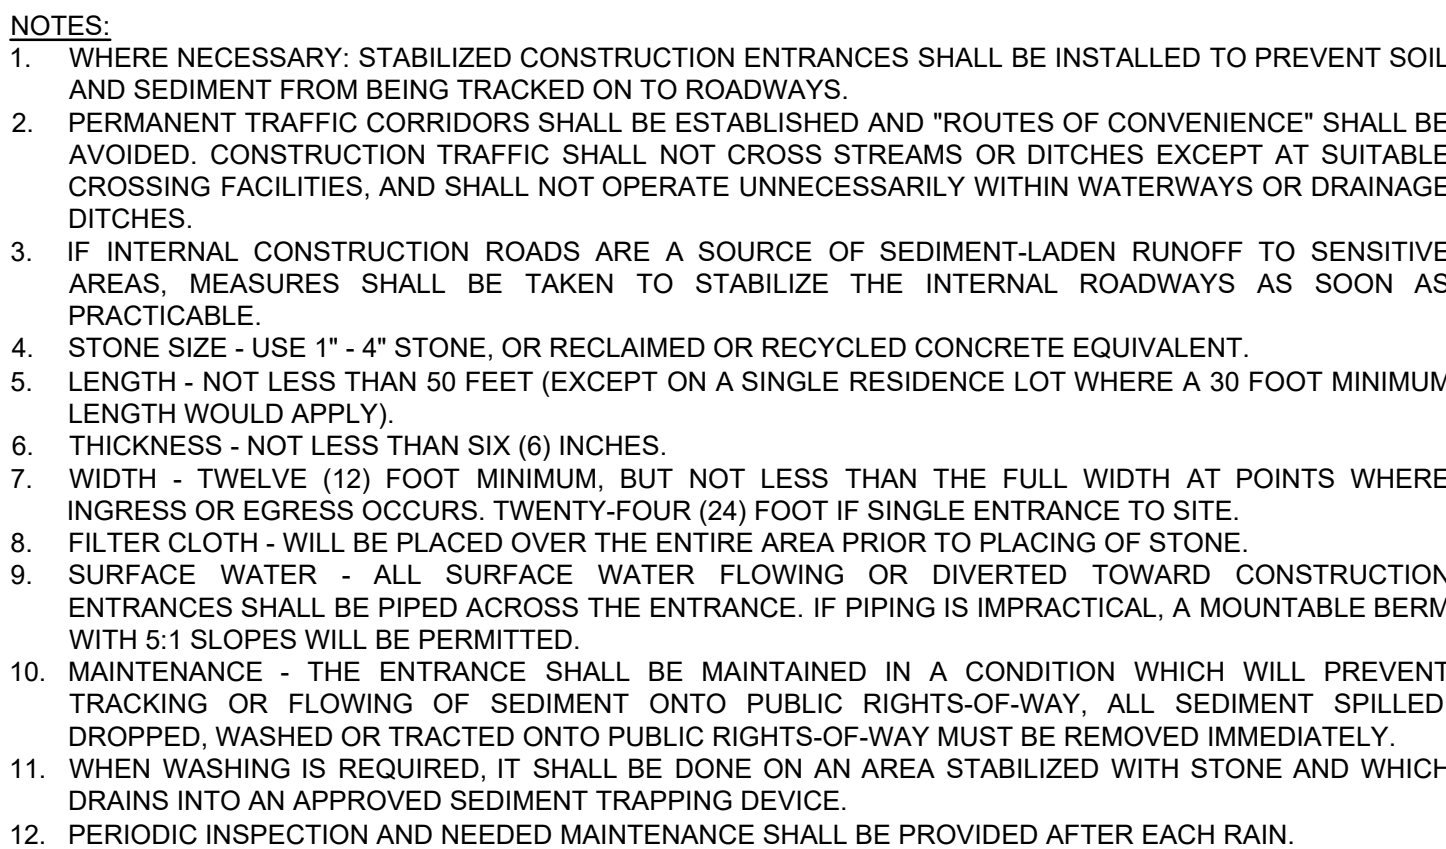 NOTES:
1. WHERE NECESSARY: STABILIZED CONSTRUCTION ENTRANCES SHALL BE INSTALLED TO PREVENT SOIL
AND SEDIMENT FROM BEING TRACKED ON TO ROADWAYS.
2. PERMANENT TRAFFIC CORRIDORS SHALL BE ESTABLISHED AND "ROUTES OF CONVENIENCE" SHALL BE
AVOIDED. CONSTRUCTION TRAFFIC SHALL NOT CROSS STREAMS OR DITCHES EXCEPT AT SUITABLE
CROSSING FACILITIES, AND SHALL NOT OPERATE UNNECESSARILY WITHIN WATERWAYS OR DRAINAGE
DITCHES.
3. IF INTERNAL CONSTRUCTION ROADS ARE A SOURCE OF SEDIMENT-LADEN RUNOFF TO SENSITIVE
AREAS, MEASURES SHALL BE TAKEN TO STABILIZE THE INTERNAL ROADWAYS AS SOON AS
PRACTICABLE.
4. STONE SIZE - USE 1" - 4" STONE, OR RECLAIMED OR RECYCLED CONCRETE EQUIVALENT.
5. LENGTH - NOT LESS THAN 50 FEET (EXCEPT ON A SINGLE RESIDENCE LOT WHERE A 30 FOOT MINIMUM
LENGTH WOULD APPLY).
6. THICKNESS - NOT LESS THAN SIX (6) INCHES.
7. WIDTH - TWELVE (12) FOOT MINIMUM, BUT NOT LESS THAN THE FULL WIDTH AT POINTS WHERE
INGRESS OR EGRESS OCCURS. TWENTY-FOUR (24) FOOT IF SINGLE ENTRANCE TO SITE.
8. FILTER CLOTH - WILL BE PLACED OVER THE ENTIRE AREA PRIOR TO PLACING OF STONE.
9. SURFACE WATER - ALL SURFACE WATER FLOWING OR DIVERTED TOWARD CONSTRUCTION
ENTRANCES SHALL BE PIPED ACROSS THE ENTRANCE. IF PIPING IS IMPRACTICAL, A MOUNTABLE BERM
WITH 5:1 SLOPES WILL BE PERMITTED.
10. MAINTENANCE - THE ENTRANCE SHALL BE MAINTAINED IN A CONDITION WHICH WILL PREVENT
TRACKING OR FLOWING OF SEDIMENT ONTO PUBLIC RIGHTS-OF-WAY, ALL SEDIMENT SPILLED
DROPPED, WASHED OR TRACTED ONTO PUBLIC RIGHTS-OF-WAY MUST BE REMOVED IMMEDIATELY.
11. WHEN WASHING IS REQUIRED, IT SHALL BE DONE ON AN AREA STABILIZED WITH STONE AND WHICH
DRAINS INTO AN APPROVED SEDIMENT TRAPPING DEVICE.
12. PERIODIC INSPECTION AND NEEDED MAINTENANCE SHALL BE PROVIDED AFTER EACH RAIN.